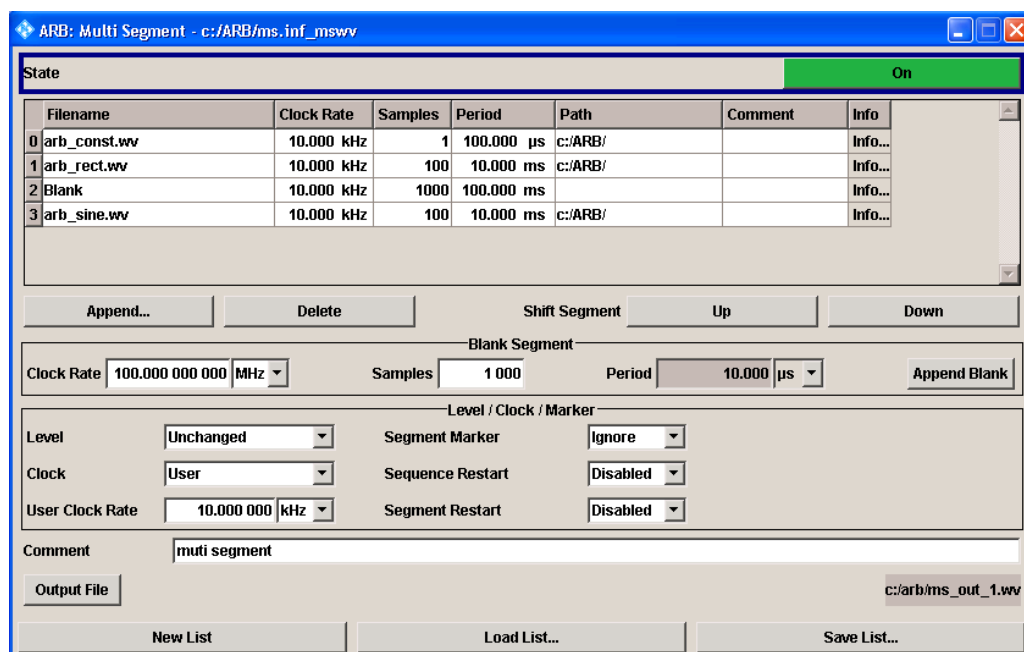 ARB: Multi Segment - c:/ARB/ms.inf_mswv
State On
Filename Clock Rate Samples Period Path Comment Info
0 arb_const.wv 10.000 kHz 1 100.000 µs c:/ARB/ Info...
1 arb_rect.wv 10.000 kHz 100 10.000 ms c:/ARB/ Info...
2 Blank 10.000 kHz 1000 100.000 ms Info...
3 arb_sine.wv 10.000 kHz 100 10.000 ms c:/ARB/ Info...
Append... Delete Shift Segment Up Down
Blank Segment
Clock Rate 100.000 000 000 MHz Samples 1 000 Period 10.000 µs Append Blank
Level / Clock / Marker
Level Unchanged Segment Marker Ignore
Clock User Sequence Restart Disabled
User Clock Rate 10.000 000 kHz Segment Restart Disabled
Comment muti segment
Output File c:/arb/ms_out_1.wv
New List Load List... Save List...